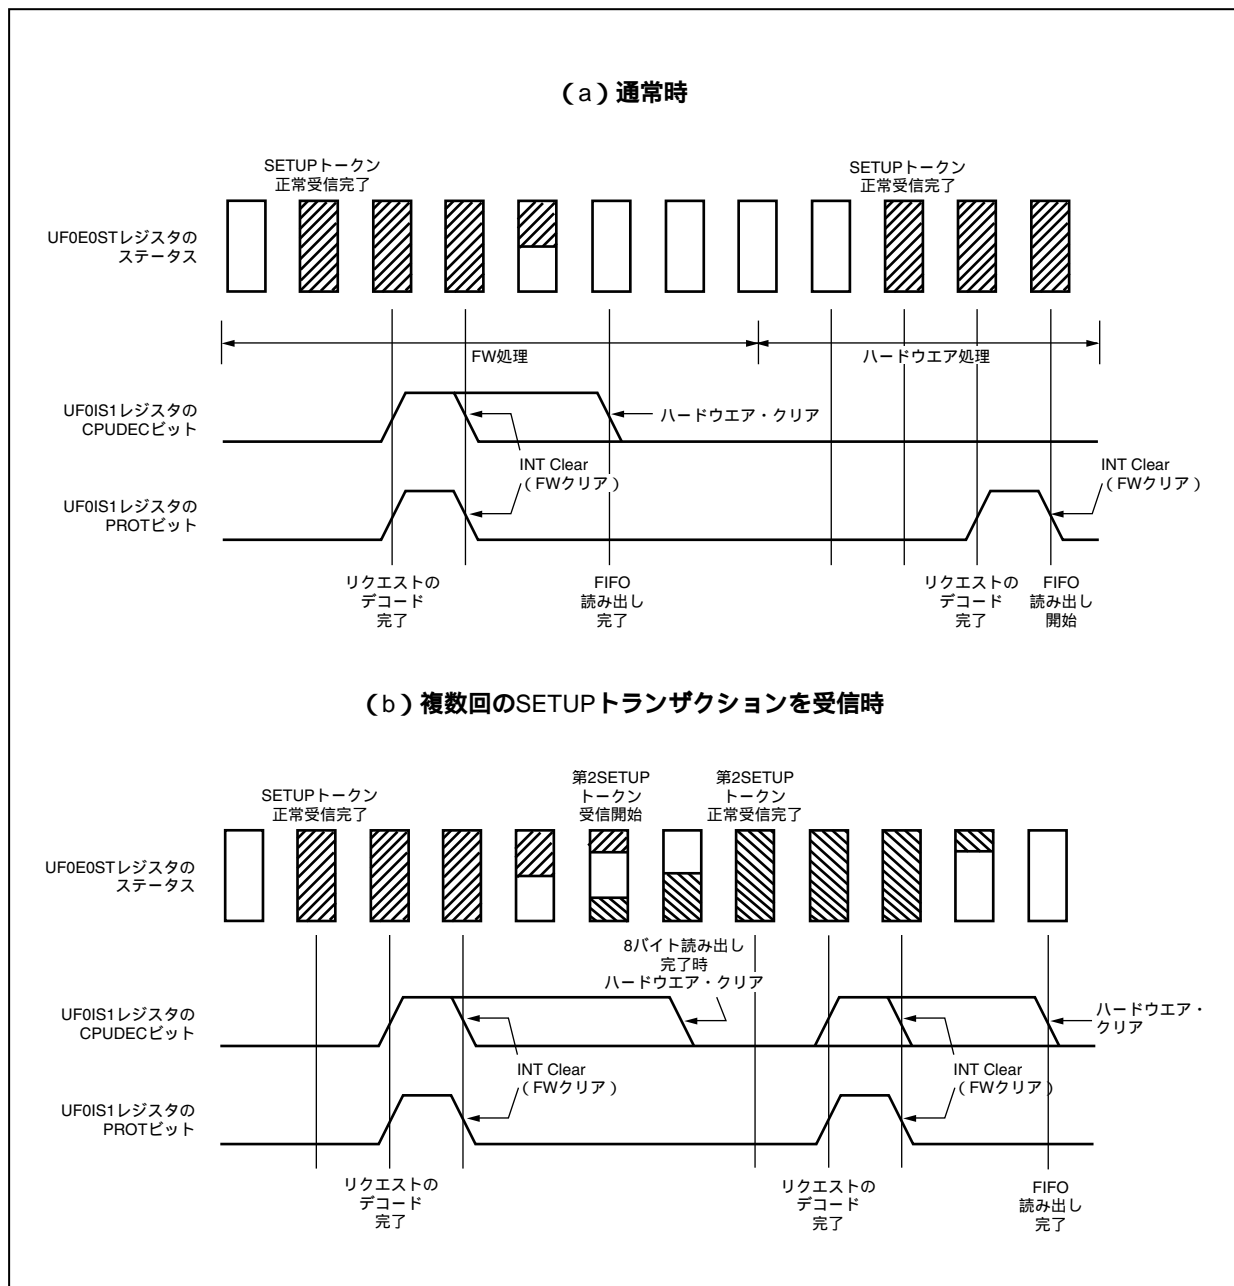 (a)通常時
SETUPトークン
正常受信完了
SETUPトークン
正常受信完了
UF0E0STレジスタの
ステータス
FW処理
ハードウエア処理
UF0IS1レジスタの
CPUDECビット
ハードウエア・クリア
INT Clear
(FWクリア)
INT Clear
(FWクリア)
UF0IS1レジスタの
PROTビット
リクエストの
デコード
完了
FIFO
読み出し
完了
リクエストの
デコード
完了
FIFO
読み出し
開始
(b)複数回のSETUPトランザクションを受信時
SETUPトークン
正常受信完了
第2SETUP
トークン
受信開始
第2SETUP
トークン
正常受信完了
UF0E0STレジスタの
ステータス
8バイト読み出し
完了時
ハードウエア・クリア
UF0IS1レジスタの
CPUDECビット
ハードウエア・
クリア
INT Clear
(FWクリア)
INT Clear
(FWクリア)
UF0IS1レジスタの
PROTビット
リクエストの
デコード
完了
リクエストの
デコード
完了
FIFO
読み出し
完了